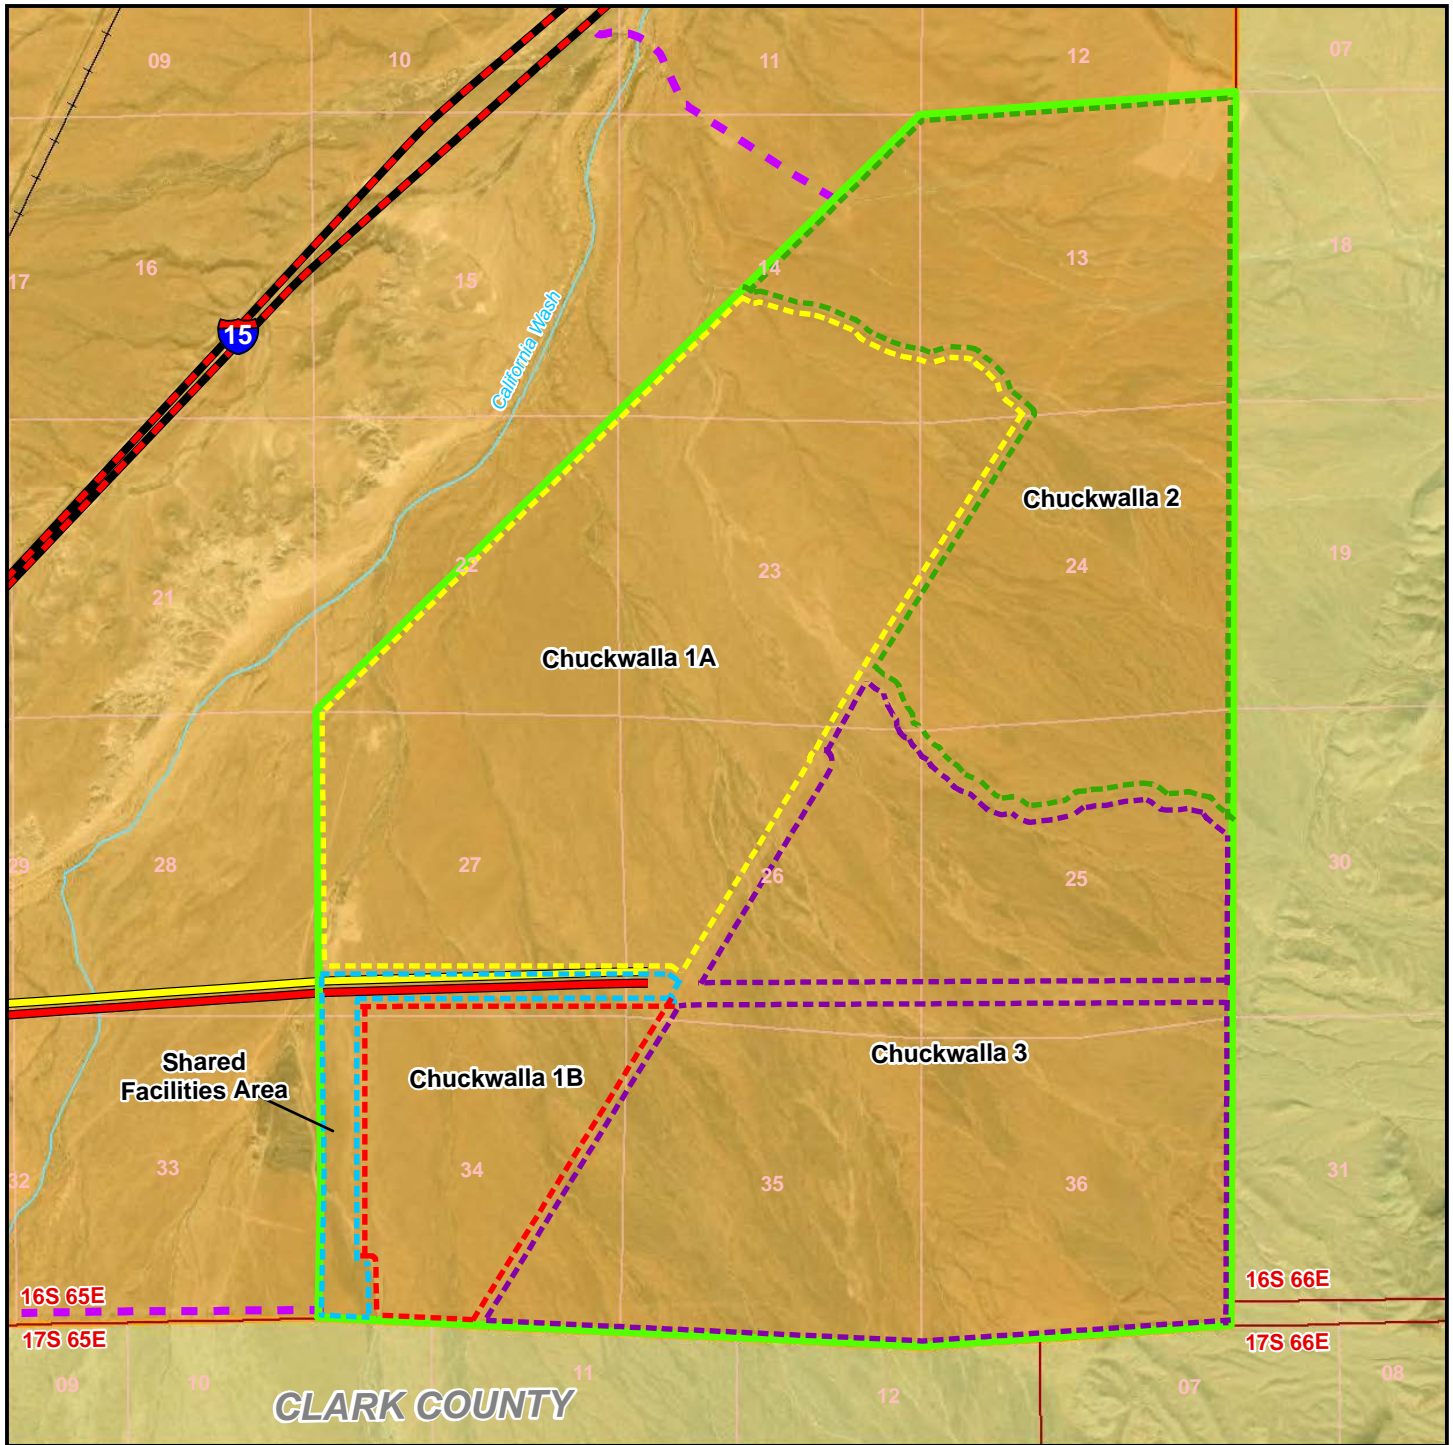 09
10
11
12
07
17
16
15
14
13
18
15
California Wash
Chuckwalla 2
22
23
24
19
21
Chuckwalla 1A
29
28
27
26
25
30
Shared
Facilities Area
Chuckwalla 1B
Chuckwalla 3
32
33
34
35
36
31
16S 65E
16S 66E
17S 65E
17S 66E
09
10
11
12
07
08
CLARK COUNTY